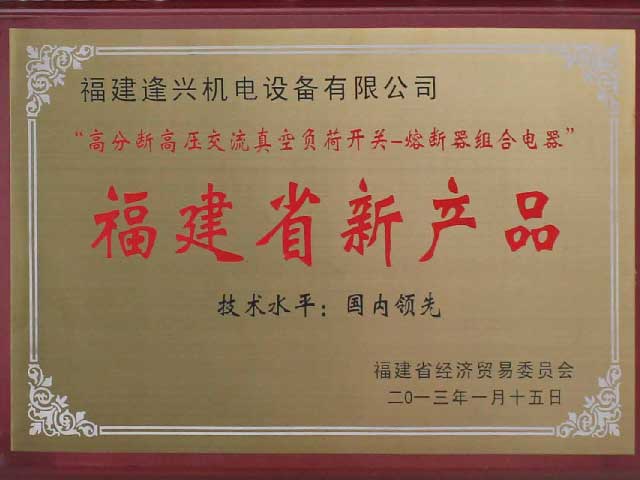 福建逢兴机电设备有限公司
“高分断高压交流真空负荷开关-熔断器组合电器”
福建省新产品
技术水平：国内领先
福建省经济贸易委员会
二〇一三年一月十五日